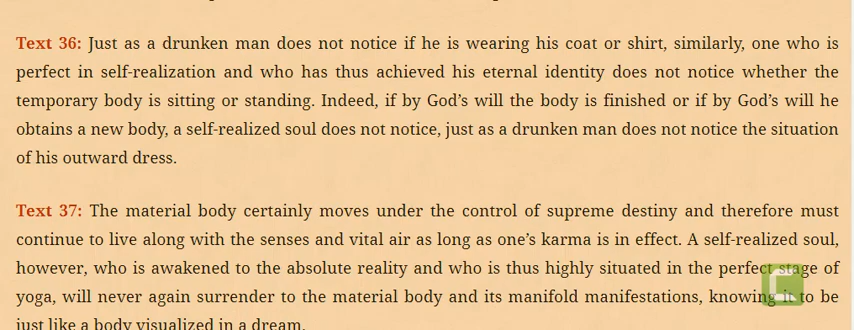 Text 36: Just as a drunken man does not notice if he is wearing his coat or shirt, similarly, one who is
perfect in self-realization and who has thus achieved his eternal identity does not notice whether the
temporary body is sitting or standing. Indeed, if by God’s will the body is finished or if by God’s will he
obtains a new body, a self-realized soul does not notice, just as a drunken man does not notice the situation
of his outward dress.
Text 37: The material body certainly moves under the control of supreme destiny and therefore must
continue to live along with the senses and vital air as long as one’s karma is in effect. A self-realized soul,
however, who is awakened to the absolute reality and who is thus highly situated in the perfect stage of
yoga, will never again surrender to the material body and its manifold manifestations, knowing it to be
just like a body visualized in a dream.